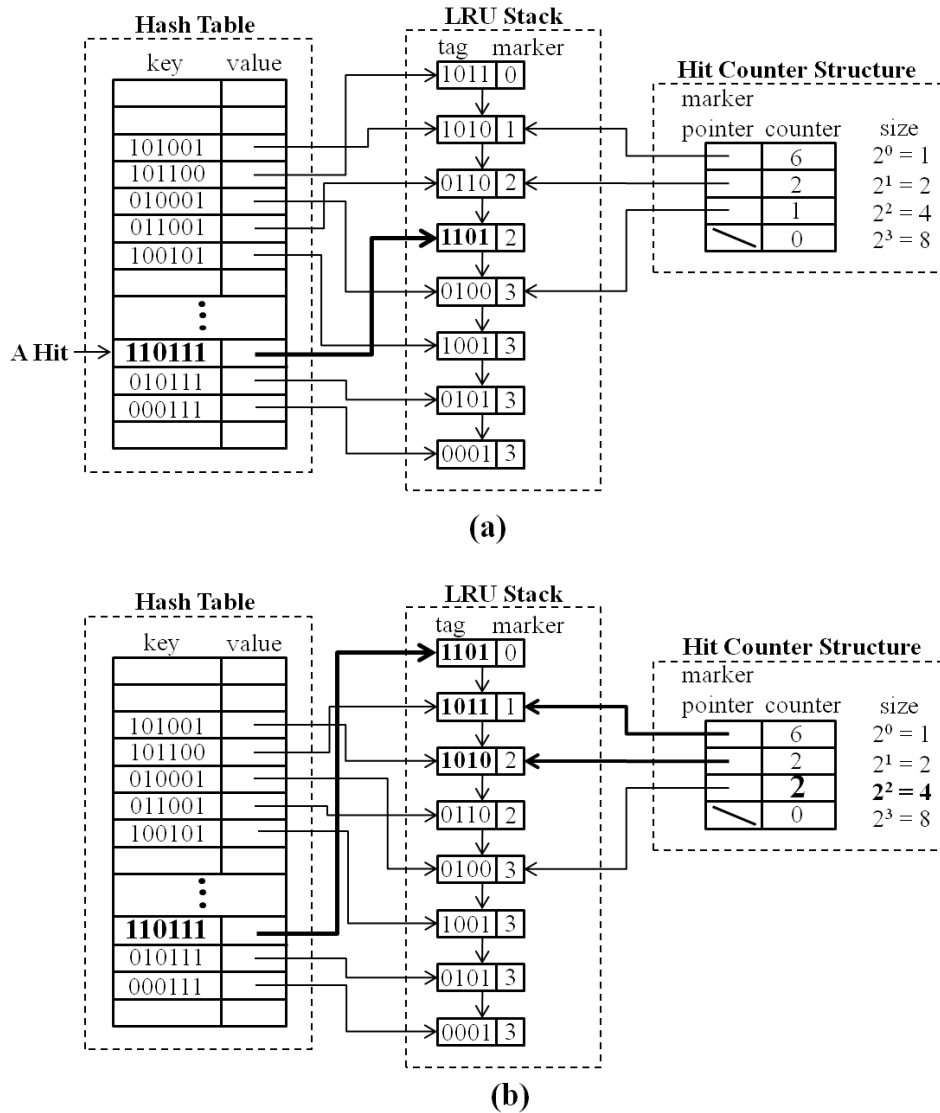 Hash Table
key value
101001
101100
010001
011001
100101
⋮
A Hit
110111
010111
000111
LRU Stack
tag marker
1011 0
1010 1
0110 2
1101 2
0100 3
1001 3
0101 3
0001 3
Hit Counter Structure
marker
pointer counter size
6 2⁰ = 1
2 2¹ = 2
1 2² = 4
0 2³ = 8
(a)
Hash Table
key value
101001
101100
010001
011001
100101
⋮
110111
010111
000111
LRU Stack
tag marker
1101 0
1011 1
1010 2
0110 2
0100 3
1001 3
0101 3
0001 3
Hit Counter Structure
marker
pointer counter size
6 2⁰ = 1
2 2¹ = 2
2 2² = 4
0 2³ = 8
(b)